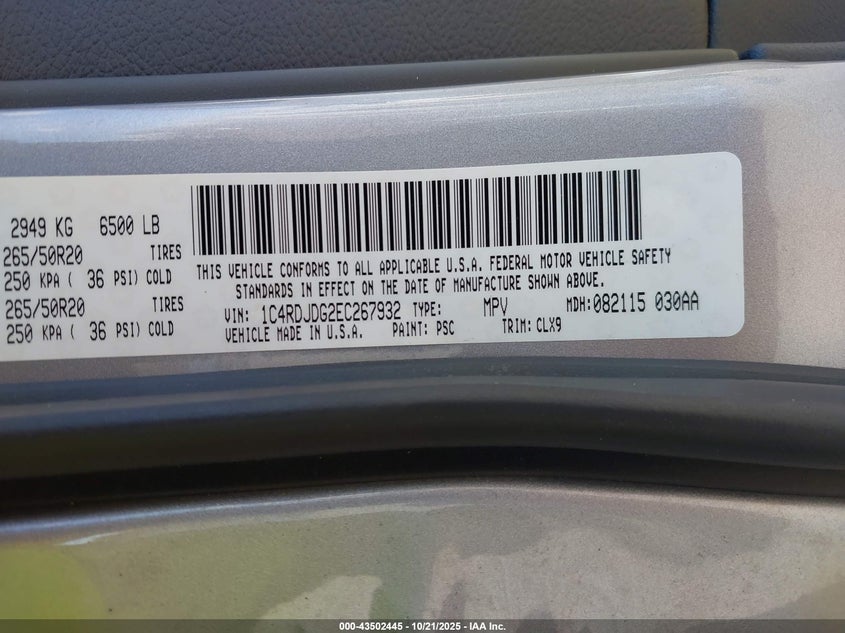 2949 KG 6500 LB
265/50R20 TIRES
250 KPA ( 36 PSI) COLD
265/50R20 TIRES
250 KPA ( 36 PSI) COLD
THIS VEHICLE CONFORMS TO ALL APPLICABLE U.S.A. FEDERAL MOTOR VEHICLE SAFETY
STANDARDS IN EFFECT ON THE DATE OF MANUFACTURE SHOWN ABOVE.
VIN: 1C4RDJDG2EC267932 TYPE: MPV MDH:082115 030AA
VEHICLE MADE IN U.S.A. PAINT: PSC TRIM: CLX9
000-43502445 - 10/21/2025 - IAA Inc.